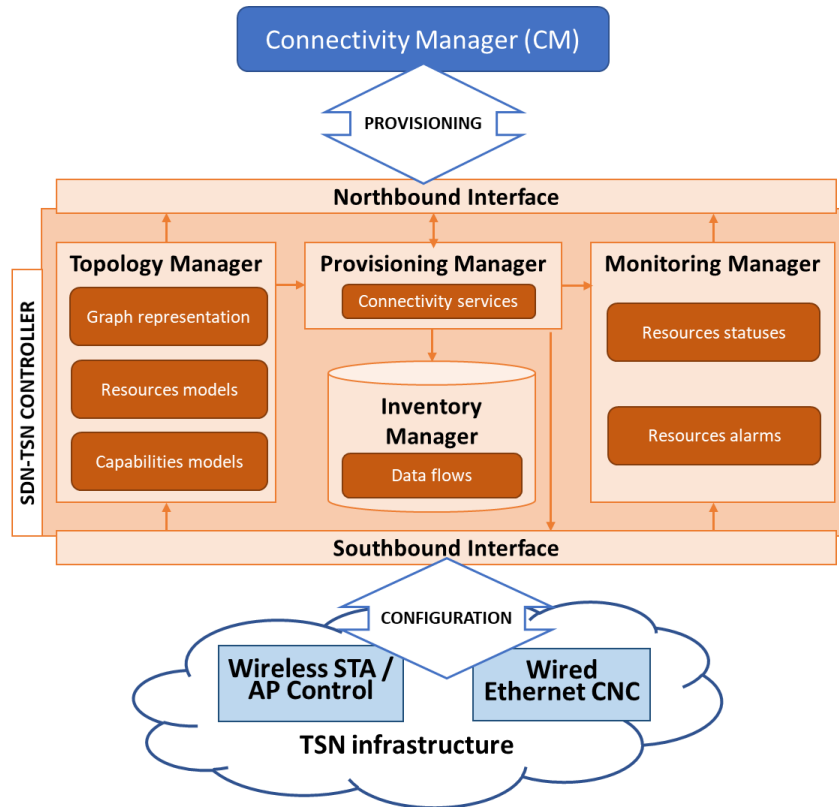 Connectivity Manager (CM)
PROVISIONING
Northbound Interface
SDN-TSN CONTROLLER
Topology Manager
Graph representation
Resources models
Capabilities models
Provisioning Manager
Connectivity services
Inventory
Manager
Data flows
Monitoring Manager
Resources statuses
Resources alarms
Southbound Interface
CONFIGURATION
Wireless STA /
AP Control
Wired
Ethernet CNC
TSN infrastructure